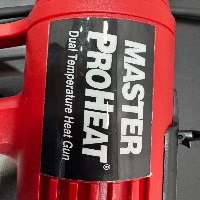 MASTER
PROHEAT®
Dual Temperature Heat Gun